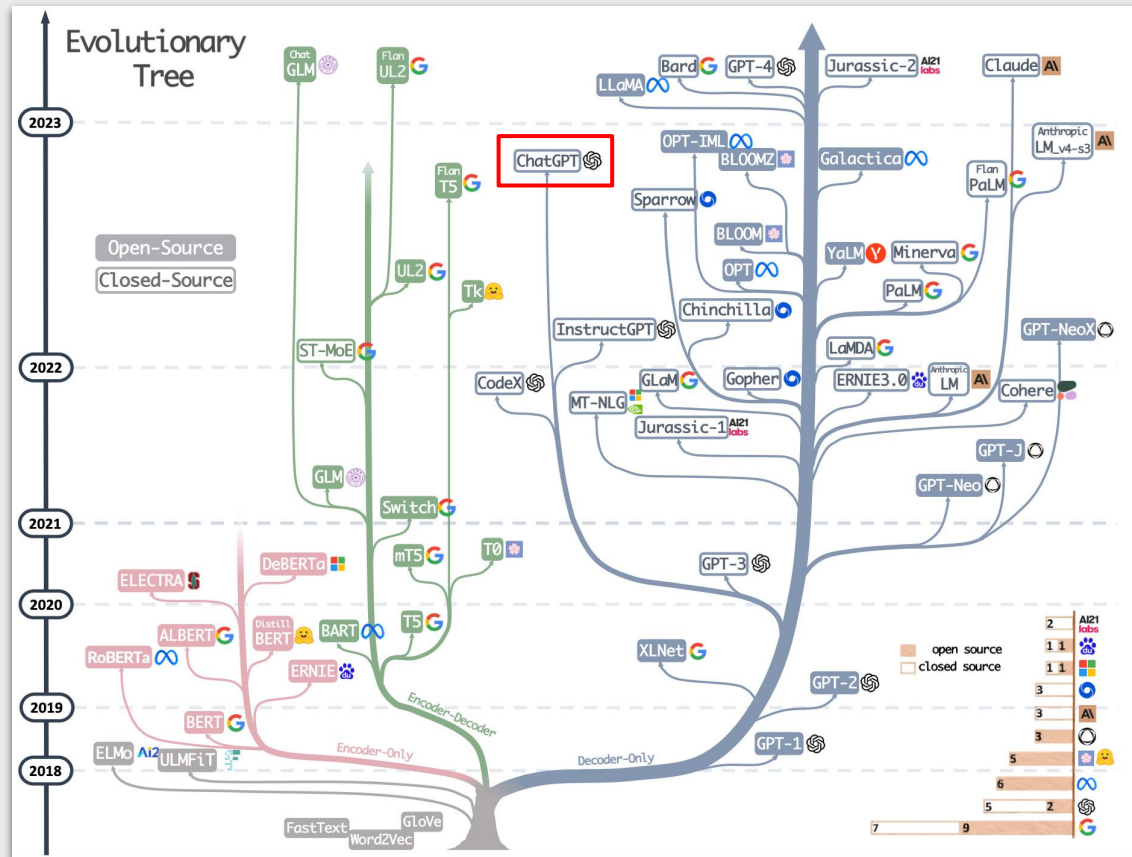 Evolutionary
Tree
2023
2022
2021
2020
2019
2018
Open-Source
Closed-Source
Chat
GLM
Flan
UL2
Flan
T5
UL2
Tk
ST-MoE
GLM
Switch
mT5
T0
BART
T5
Encoder-Decoder
ELECTRA
DeBERTa
ALBERT
Distill
BERT
RoBERTa
ERNIE
BERT
Encoder-Only
ELMo
AI2
ULMFiT
FastText
Word2Vec
GloVe
ChatGPT
InstructGPT
CodeX
GPT-3
LLaMA
Bard
GPT-4
Jurassic-2
AI21
labs
Claude
A\
OPT-IML
BLOOMZ
Galactica
Anthropic
LM_v4-s3
A\
Flan
PaLM
Sparrow
BLOOM
OPT
YaLM
Y
Minerva
PaLM
Chinchilla
GPT-NeoX
LaMDA
GLaM
Gopher
ERNIE3.0
du
Anthropic
LM
A\
Cohere
MT-NLG
Jurassic-1
AI21
labs
GPT-J
GPT-Neo
XLNet
GPT-2
GPT-1
Decoder-Only
open source
closed source
2 AI21
labs
1 1 du
1 1
3
3 A\
3
5
6
5 2
7 9